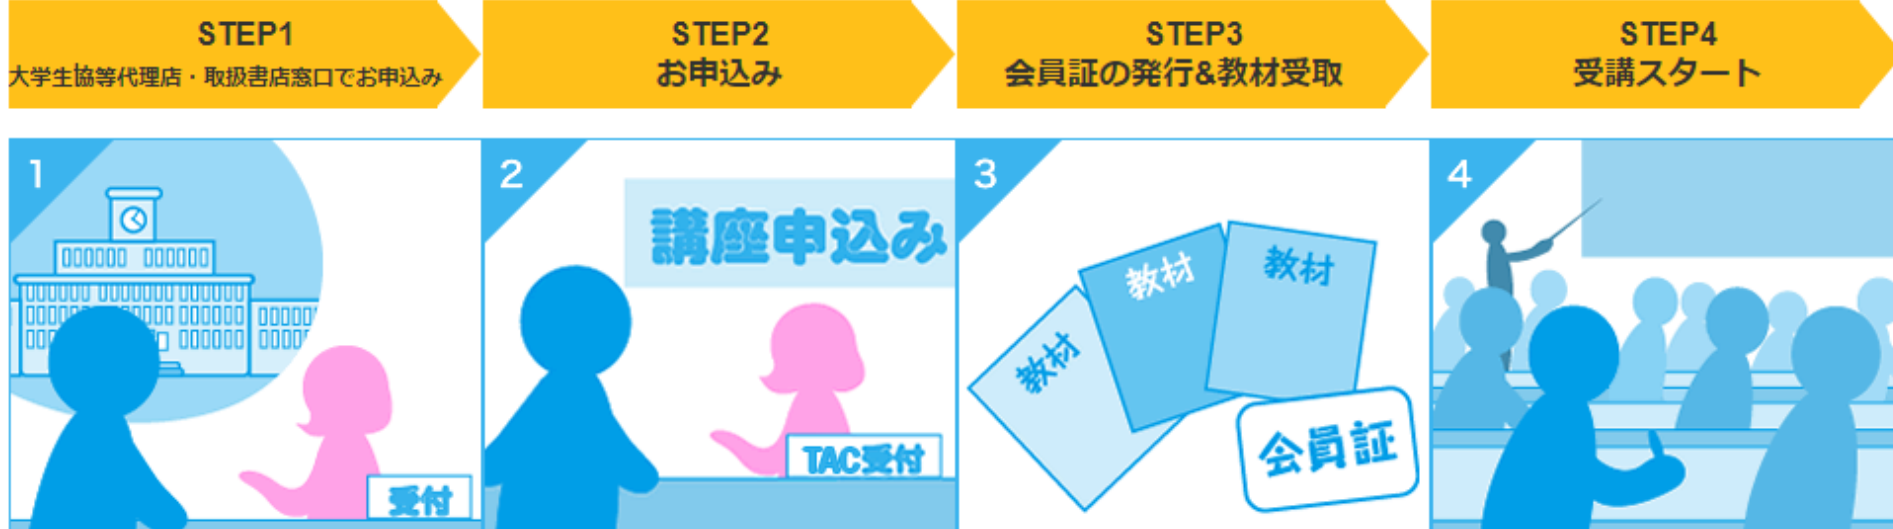 STEP1
大学生協等代理店・取扱書店窓口でお申込み
STEP2
お申込み
STEP3
会員証の発行&教材受取
STEP4
受講スタート
1
受付
2
講座申込み
TAC受付
3
教材
教材
教材
会員証
4